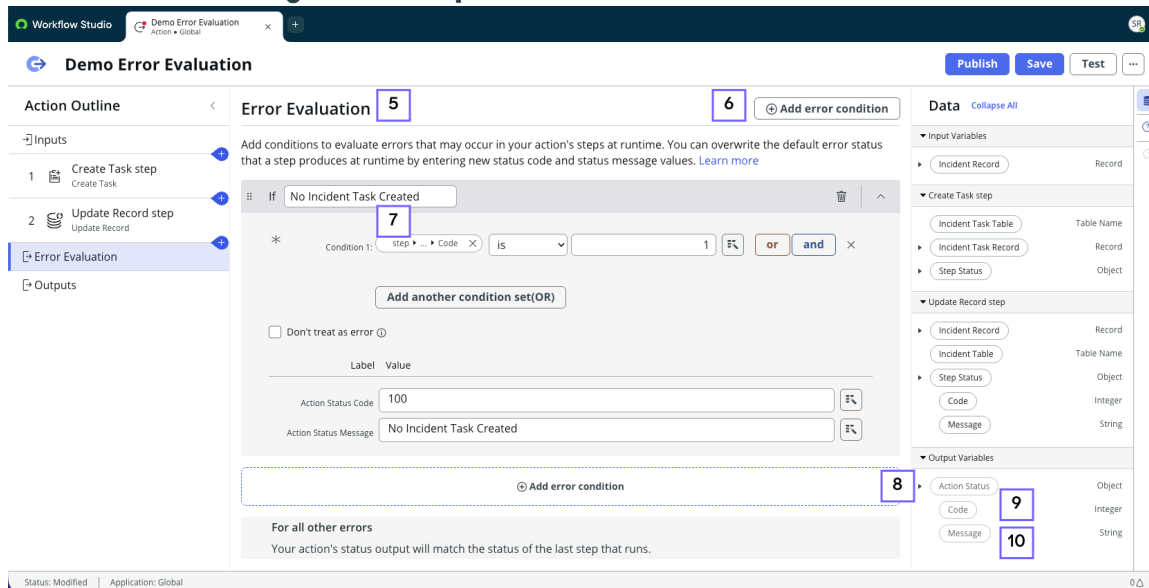 Workflow Studio
Demo Error Evaluation
Action • Global
×
+
SR
Demo Error Evaluation
Publish
Save
Test
...
Action Outline
Inputs
1
Create Task step
Create Task
2
Update Record step
Update Record
Error Evaluation
Outputs
Error Evaluation
5
6
Add error condition
Add conditions to evaluate errors that may occur in your action's steps at runtime. You can overwrite the default error status
that a step produces at runtime by entering new status code and status message values. Learn more
If
No Incident Task Created
7
Condition 1:
step ▸ ... ▸ Code ×
is
1
or
and
×
Add another condition set(OR)
Don't treat as error
Label Value
Action Status Code
100
Action Status Message
No Incident Task Created
Add error condition
For all other errors
Your action's status output will match the status of the last step that runs.
Data Collapse All
Input Variables
Incident Record Record
Create Task step
Incident Task Table Table Name
Incident Task Record Record
Step Status Object
Update Record step
Incident Record Record
Incident Table Table Name
Step Status Object
Code Integer
Message String
Output Variables
8
Action Status Object
Code 9 Integer
Message 10 String
Status: Modified | Application: Global
0